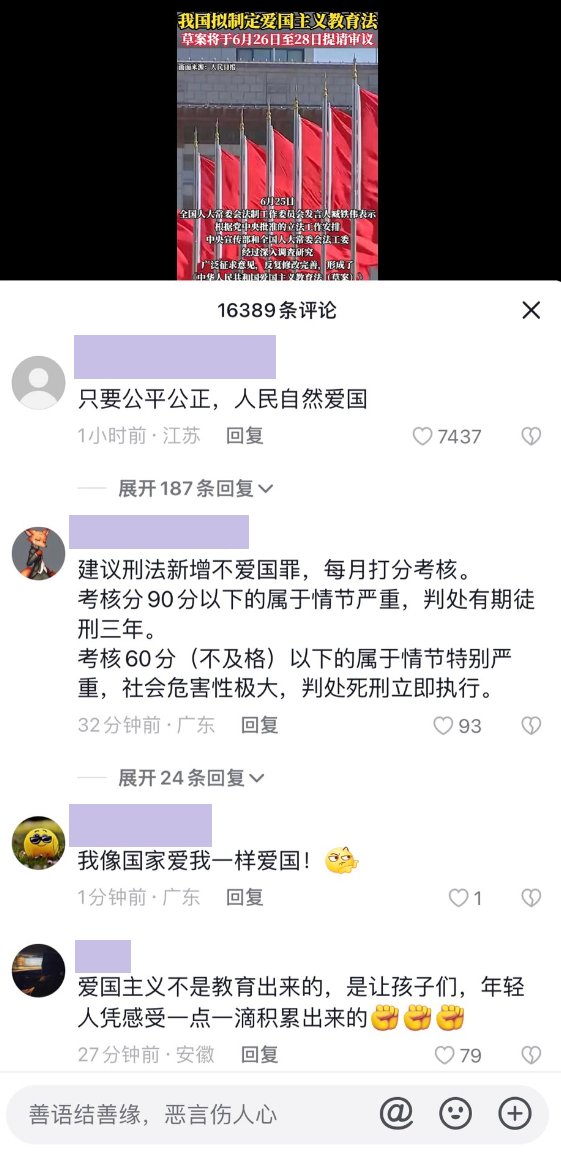 我国拟制定爱国主义教育法
草案将于6月26日至28日提请审议
画面来源：人民日报
6月25日
全国人大常委会法制工作委员会发言人臧铁伟表示
根据党中央批准的立法工作安排
中央宣传部和全国人大常委会法工委
经过深入调查研究
广泛征求意见，反复修改完善，形成了
《中华人民共和国爱国主义教育法（草案）》
16389条评论
只要公平公正，人民自然爱国
1小时前·江苏 回复 7437
展开187条回复
建议刑法新增不爱国罪，每月打分考核。
考核分90分以下的属于情节严重，判处有期徒
刑三年。
考核60分（不及格）以下的属于情节特别严
重，社会危害性极大，判处死刑立即执行。
32分钟前·广东 回复 93
展开24条回复
我像国家爱我一样爱国！
1分钟前·广东 回复 1
爱国主义不是教育出来的，是让孩子们，年轻
人凭感受一点一滴积累出来的
27分钟前·安徽 回复 79
善语结善缘，恶言伤人心